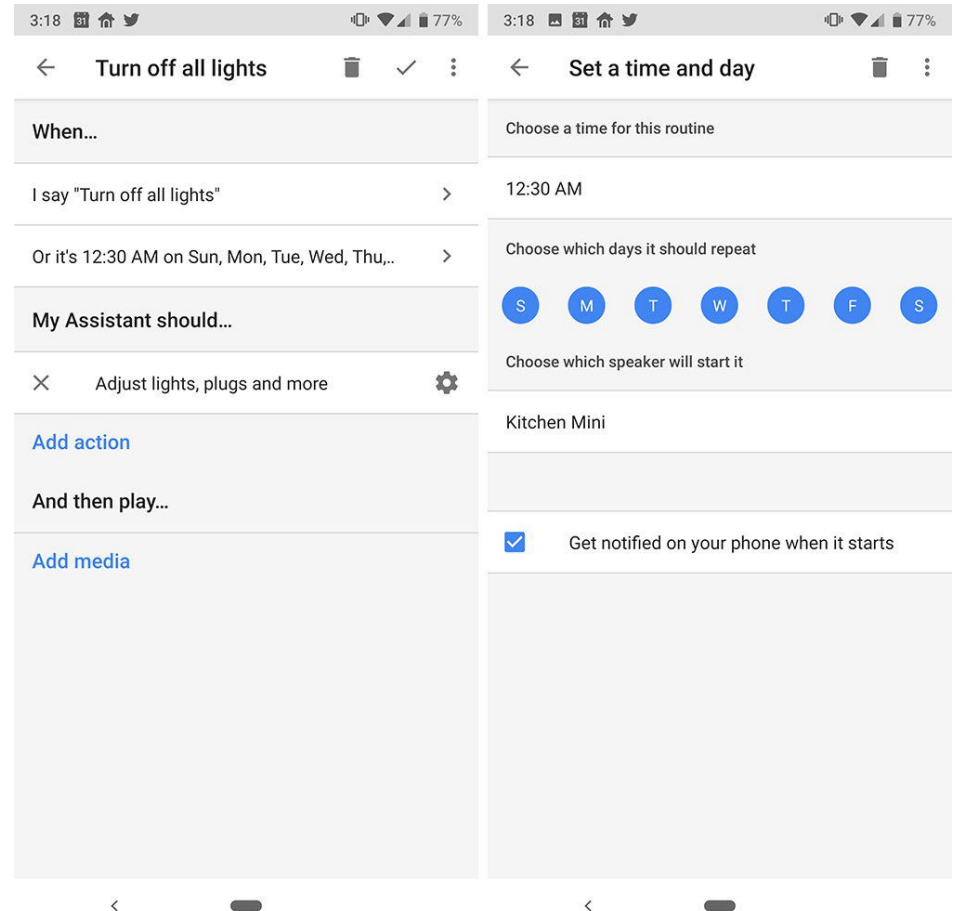 3:18 31 77%
Turn off all lights
When…
I say "Turn off all lights"
Or it's 12:30 AM on Sun, Mon, Tue, Wed, Thu,..
My Assistant should…
Adjust lights, plugs and more
Add action
And then play…
Add media
3:18 31 77%
Set a time and day
Choose a time for this routine
12:30 AM
Choose which days it should repeat
S M T W T F S
Choose which speaker will start it
Kitchen Mini
Get notified on your phone when it starts